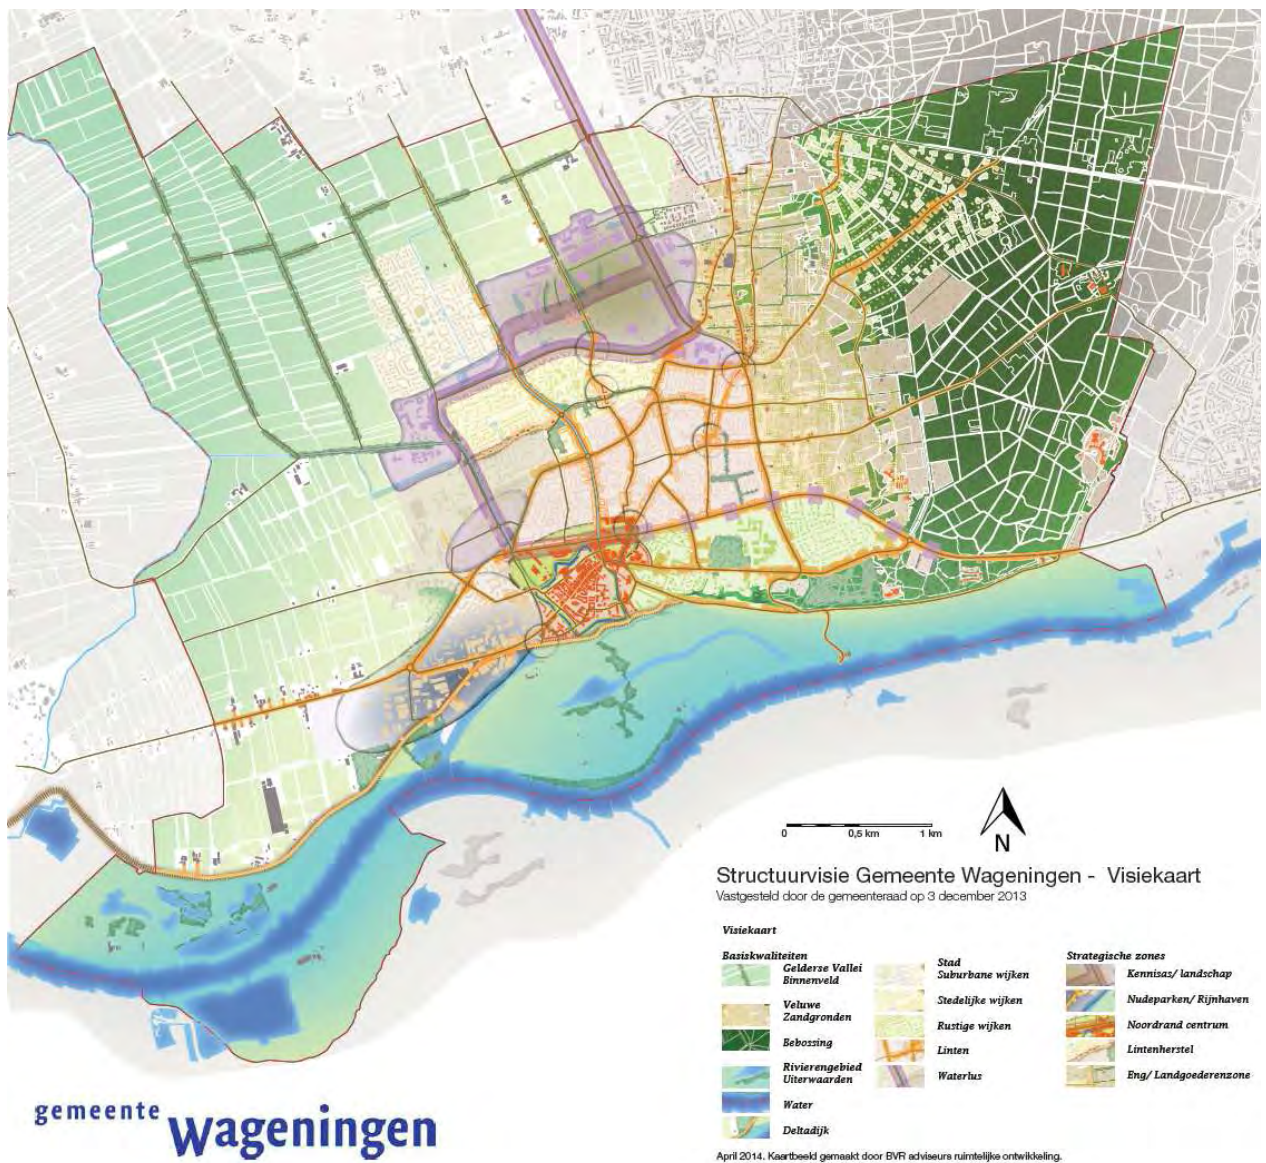 0 0,5 km 1 km
N
Structuurvisie Gemeente Wageningen - Visiekaart
Vastgesteld door de gemeenteraad op 3 december 2013
Visiekaart
Basiskwaliteiten
Gelderse Vallei
Binnenveld
Veluwe
Zandgronden
Bebossing
Rivierengebied
Uiterwaarden
Water
Deltadijk
Stad
Suburbane wijken
Stedelijke wijken
Rustige wijken
Linten
Waterlus
Strategische zones
Kennisas/ landschap
Nudeparken/ Rijnhaven
Noordrand centrum
Lintenherstel
Eng/ Landgoederenzone
gemeente
wageningen
April 2014. Kaartbeeld gemaakt door BVR adviseurs ruimtelijke ontwikkeling.